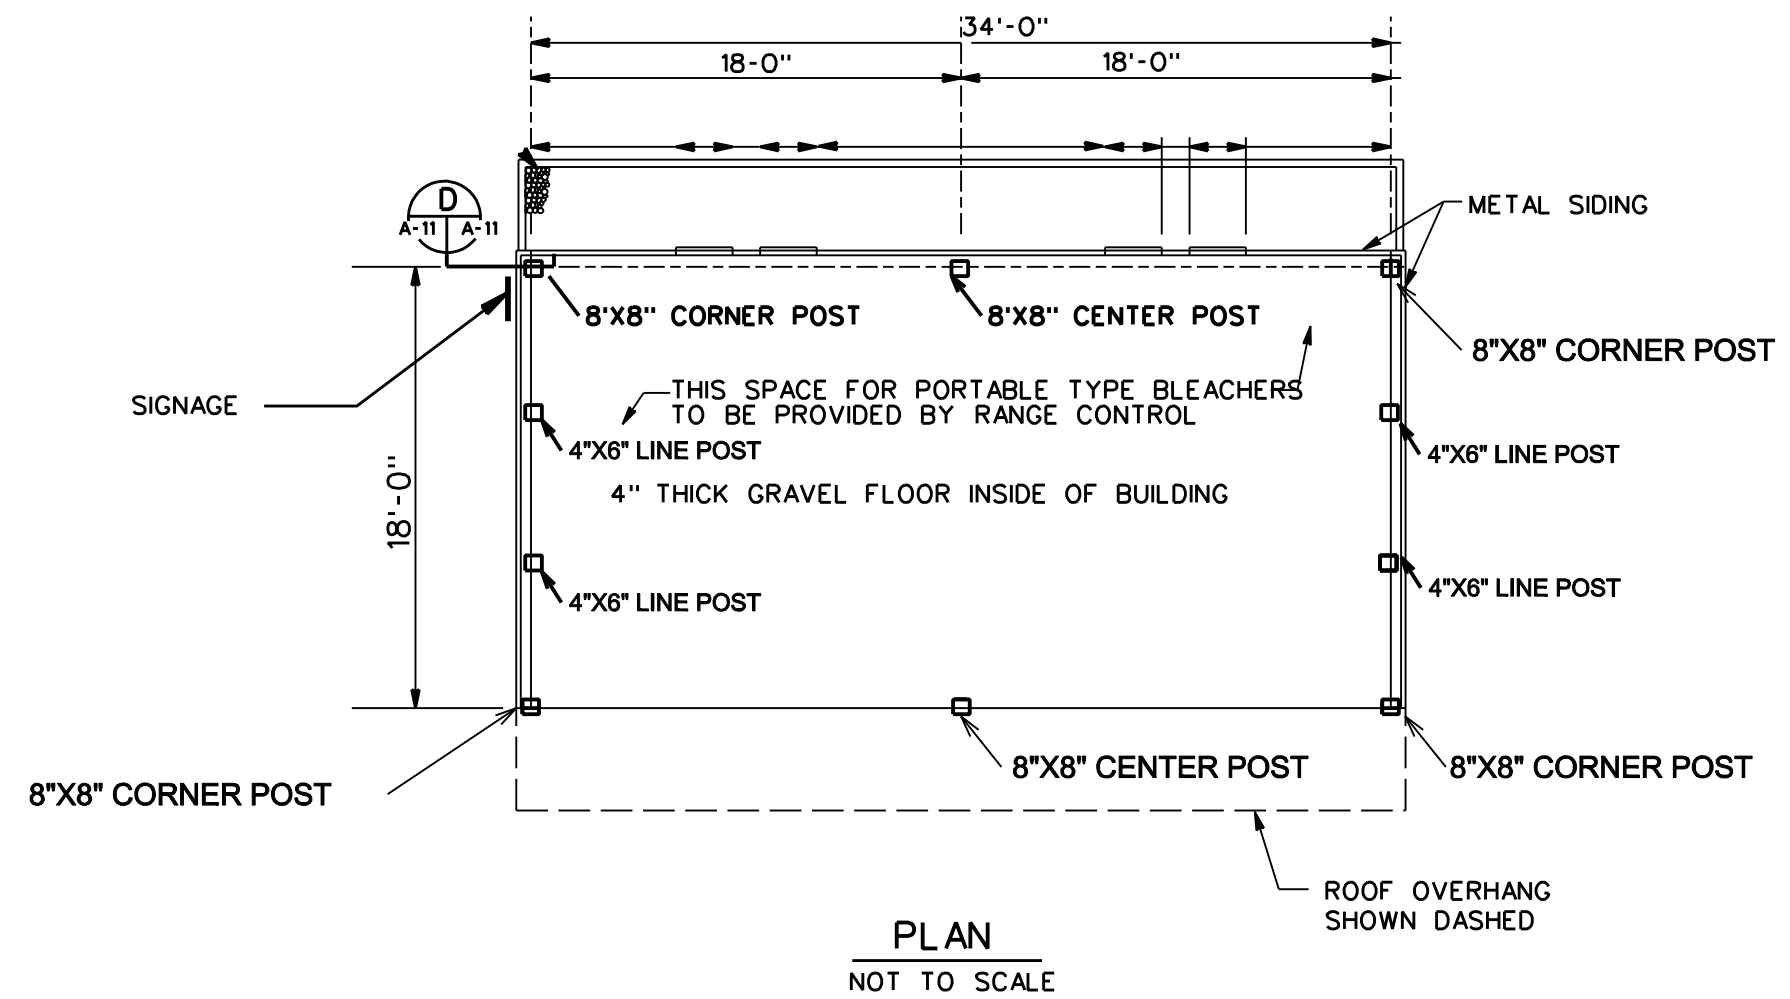 34'-0"
18-0"
18'-0"
D
A-11 A-11
METAL SIDING
8'X8" CORNER POST
8'X8" CENTER POST
8"X8" CORNER POST
SIGNAGE
THIS SPACE FOR PORTABLE TYPE BLEACHERS
TO BE PROVIDED BY RANGE CONTROL
4"X6" LINE POST
4"X6" LINE POST
18'-0"
4" THICK GRAVEL FLOOR INSIDE OF BUILDING
4"X6" LINE POST
4"X6" LINE POST
8"X8" CORNER POST
8"X8" CENTER POST
8"X8" CORNER POST
ROOF OVERHANG
SHOWN DASHED
PLAN
NOT TO SCALE